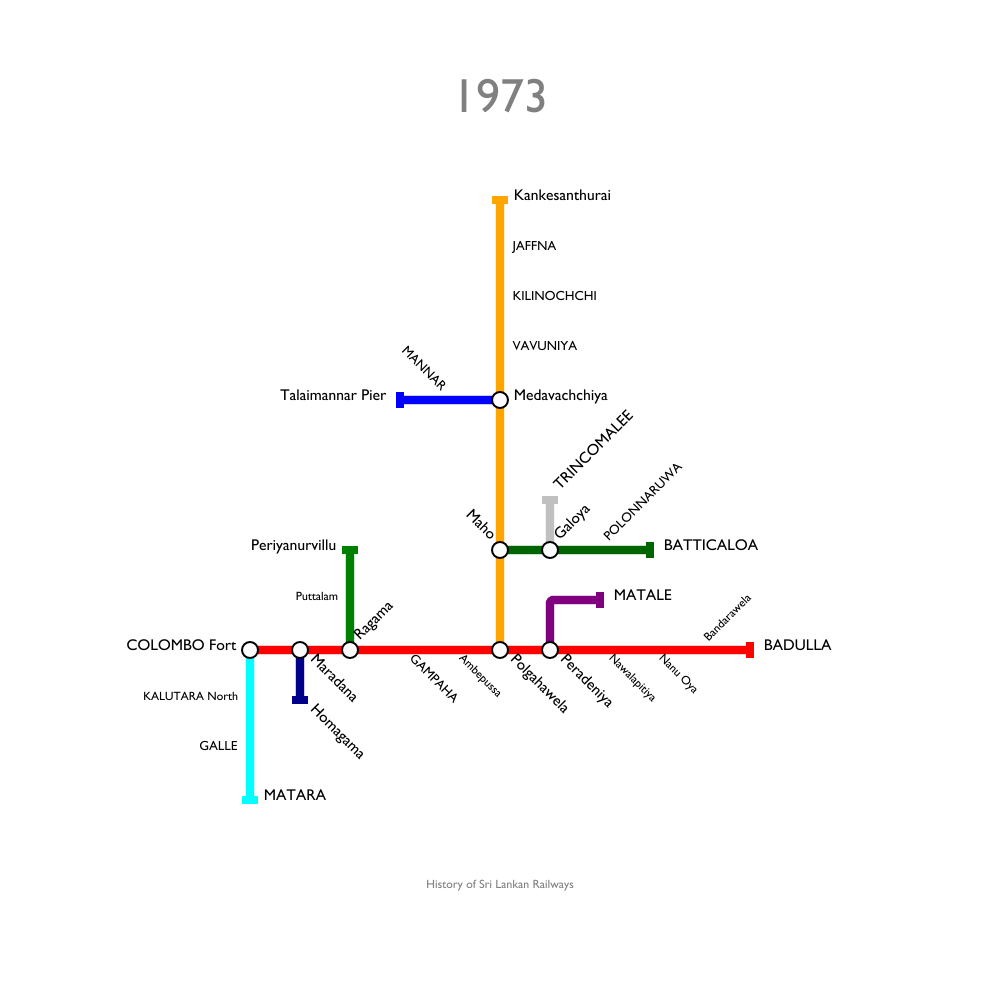 1973
Kankesanthurai
JAFFNA
KILINOCHCHI
VAVUNIYA
MANNAR
Talaimannar Pier
Medavachchiya
TRINCOMALEE
POLONNARUWA
Maho
Galoya
Periyanurvillu
BATTICALOA
Puttalam
MATALE
Ragama
Bandarawela
COLOMBO Fort
BADULLA
Maradana
GAMPAHA
Ambepussa
Polgahawela
Peradeniya
Nawalapitiya
Nanu Oya
KALUTARA North
Homagama
GALLE
MATARA
History of Sri Lankan Railways